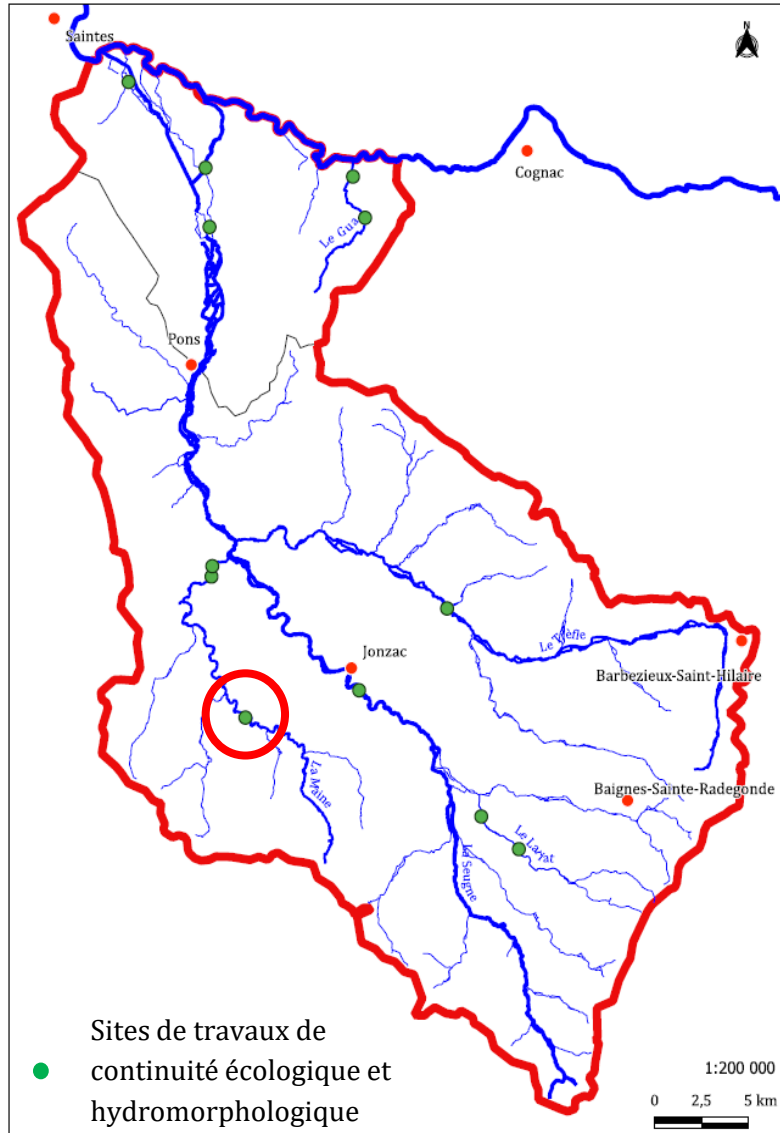 N
Saintes
Cognac
Le Gua
Pons
Le Trèfle
Jonzac
Barbezieux-Saint-Hilaire
La Maine
Baignes-Sainte-Radegonde
Le Lariat
La Seugne
Sites de travaux de
continuité écologique et
hydromorphologique
1:200 000
0 2,5 5 km